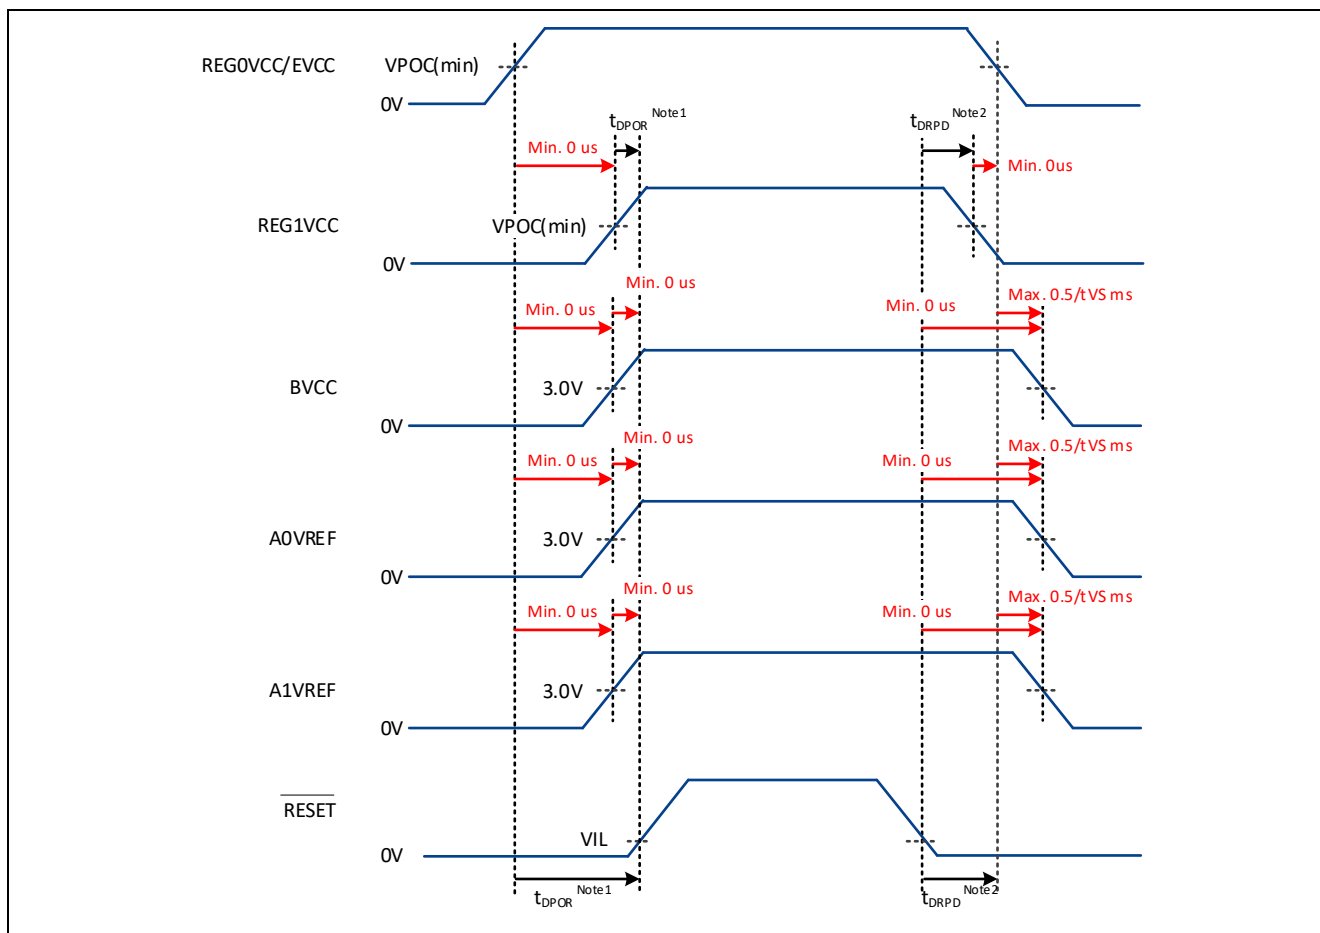 REG0VCC/EVCC VPOC(min)
0V
tDPOR Note1 tDRPD Note2
Min. 0 us Min. 0us
REG1VCC VPOC(min)
0V
Min. 0 us
Min. 0 us Min. 0 us Max. 0.5/tVS ms
BVCC 3.0V
0V
Min. 0 us
Min. 0 us Min. 0 us Max. 0.5/tVS ms
A0VREF 3.0V
0V
Min. 0 us
Min. 0 us Min. 0 us Max. 0.5/tVS ms
A1VREF 3.0V
0V
RESET VIL
0V
tDPOR Note1 tDRPD Note2